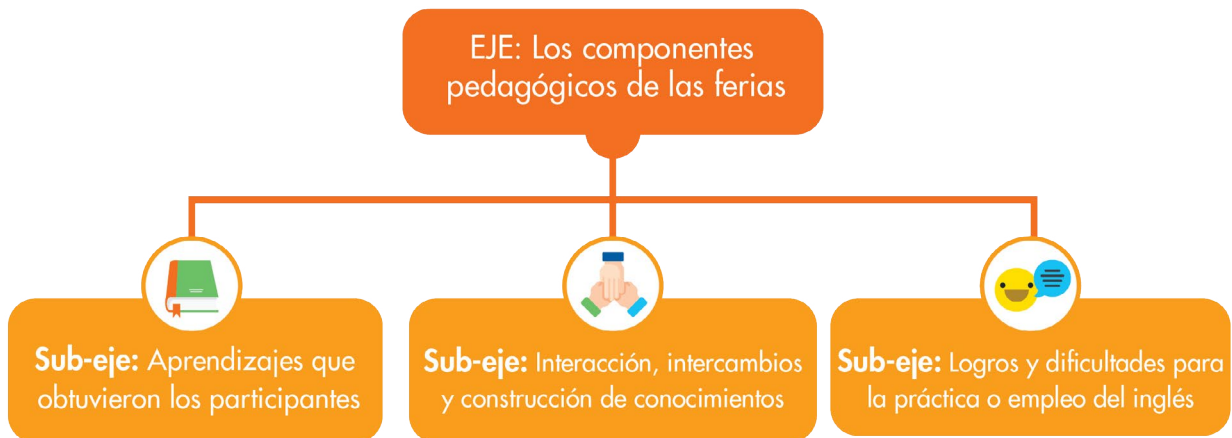 EJE: Los componentes
pedagógicos de las ferias
Sub-eje: Aprendizajes que
obtuvieron los participantes
Sub-eje: Interacción, intercambios
y construcción de conocimientos
Sub-eje: Logros y dificultades para
la práctica o empleo del inglés